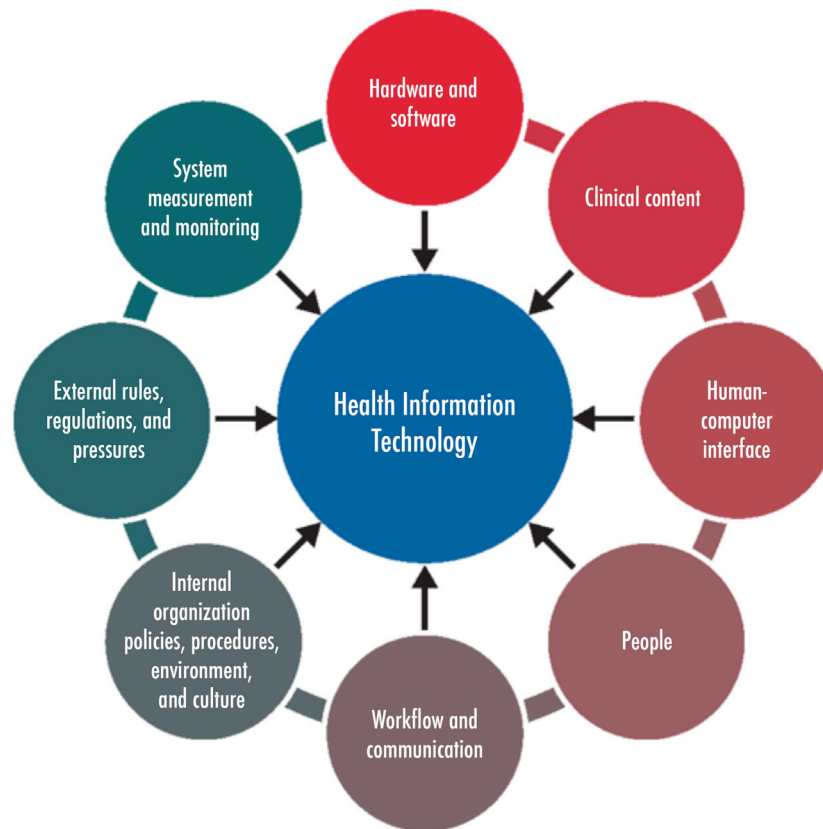 Hardware and
software
Clinical content
Human-
computer
interface
People
Workflow and
communication
Internal
organization
policies, procedures,
environment,
and culture
External rules,
regulations, and
pressures
System
measurement
and monitoring
Health Information
Technology